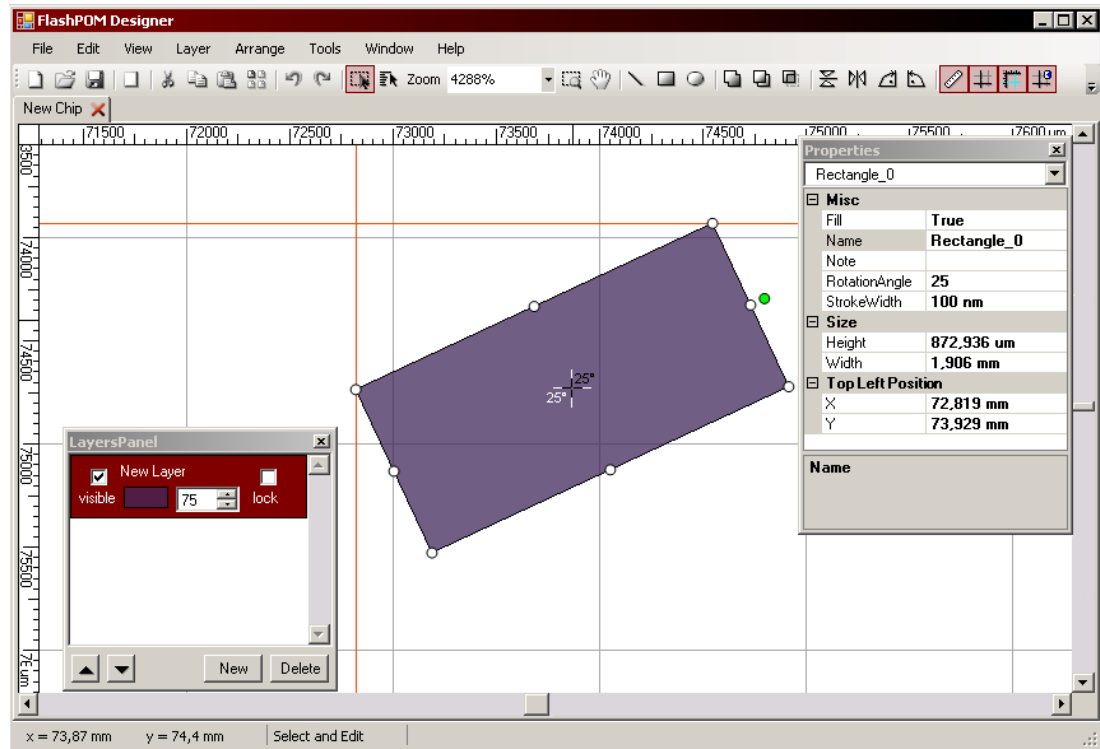 FlashPOM Designer
File Edit View Layer Arrange Tools Window Help
Zoom 4288%
New Chip
71500 72000 72500 73000 73500 74000 74500 75000 75500 7600 um
3500
74000
74500
75000
75500
7E um
25°
25°
Properties
Rectangle_0
Misc
Fill True
Name Rectangle_0
Note
RotationAngle 25
StrokeWidth 100 nm
Size
Height 872,936 um
Width 1,906 mm
Top Left Position
X 72,819 mm
Y 73,929 mm
Name
LayersPanel
New Layer
visible 75 lock
New Delete
x = 73,87 mm y = 74,4 mm Select and Edit